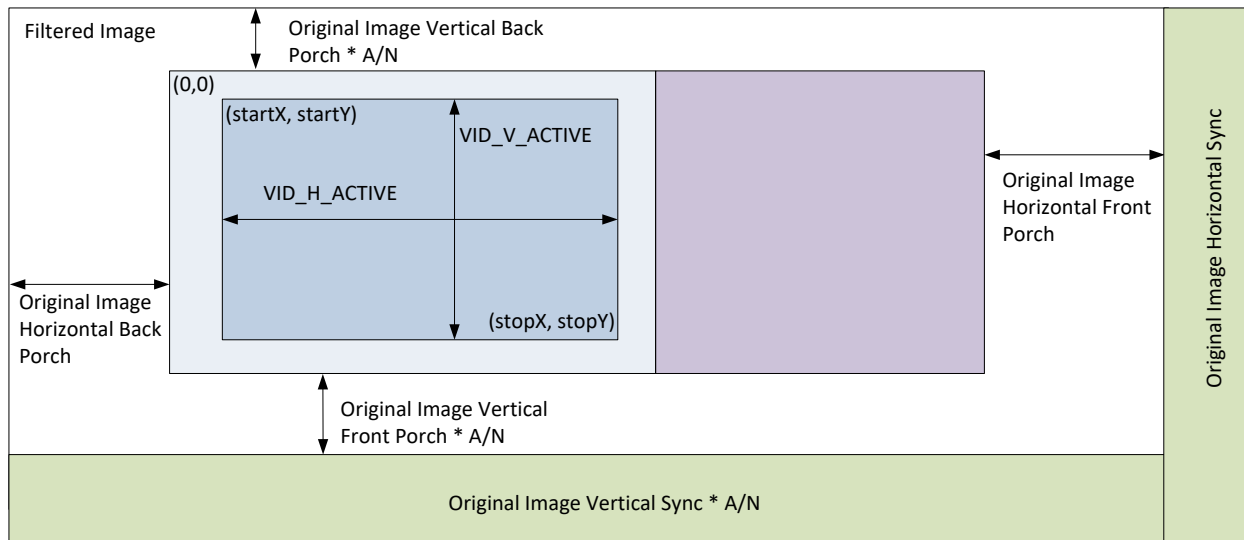 Filtered Image
Original Image Vertical Back
Porch * A/N
(0,0)
(startX, startY)
VID_V_ACTIVE
VID_H_ACTIVE
(stopX, stopY)
Original Image
Horizontal Back
Porch
Original Image
Horizontal Front
Porch
Original Image Horizontal Sync
Original Image Vertical
Front Porch * A/N
Original Image Vertical Sync * A/N